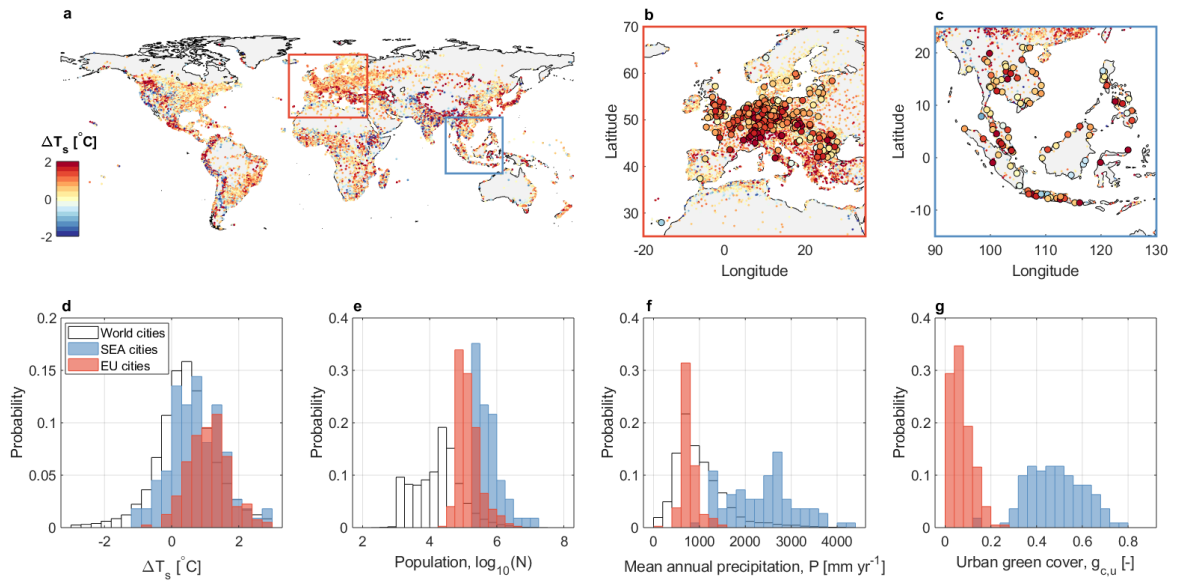 a
ΔTs [°C]
2
0
-2
b
70
60
50
40
30
Latitude
-20
0
20
Longitude
c
20
10
0
-10
Latitude
90
100
110
120
130
Longitude
d
0.2
0.15
0.1
0.05
0
Probability
World cities
SEA cities
EU cities
-2
0
2
ΔTs [°C]
e
0.4
0.3
0.2
0.1
0
Probability
2
4
6
8
Population, log10(N)
f
0.4
0.3
0.2
0.1
0
Probability
0
1000
2000
3000
4000
Mean annual precipitation, P [mm yr-1]
g
0.4
0.3
0.2
0.1
0
Probability
0
0.2
0.4
0.6
0.8
1
Urban green cover, gc,u [-]